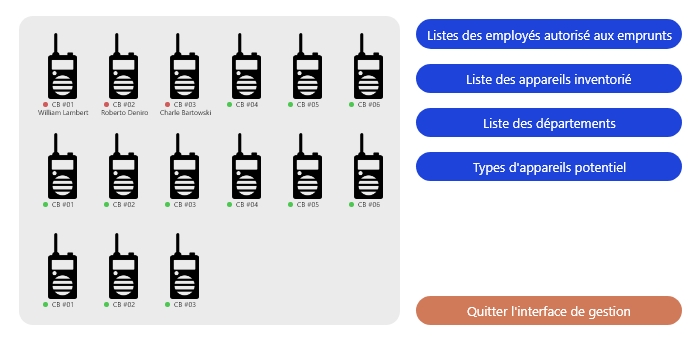 CB #01 CB #02 CB #03 CB #04 CB #05 CB #06
William Lambert Roberto Deniro Charle Bartowski
CB #01 CB #02 CB #03 CB #04 CB #05 CB #06
CB #01 CB #02 CB #03
Listes des employés autorisé aux emprunts
Liste des appareils inventorié
Liste des départements
Types d'appareils potentiel
Quitter l'interface de gestion